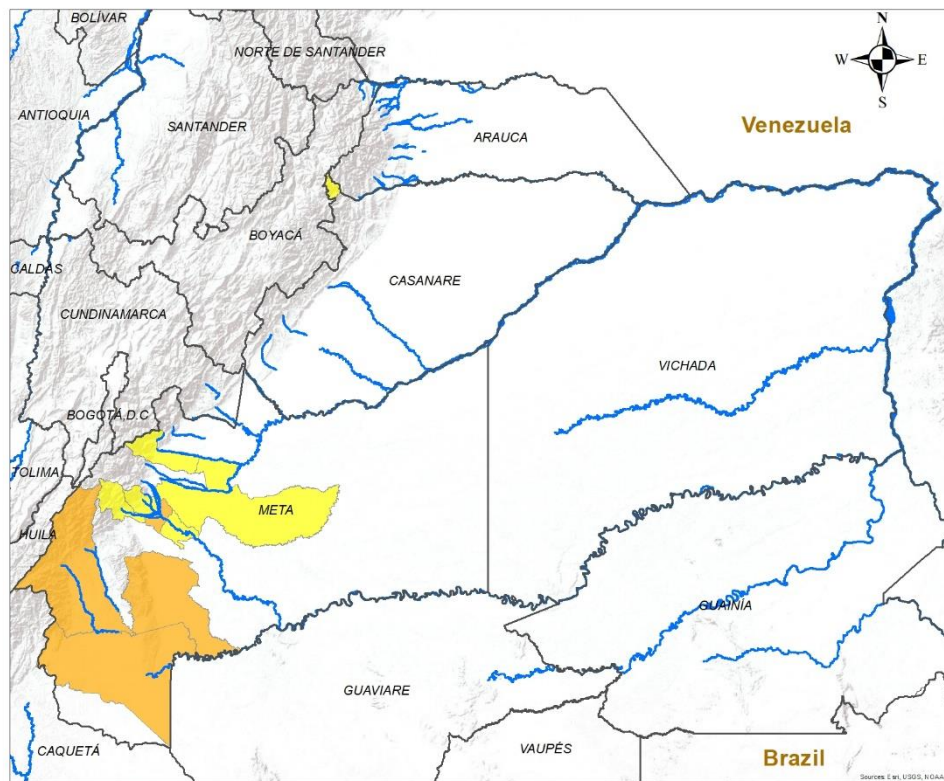 BOLÍVAR
NORTE DE SANTANDER
N
W E
S
ANTIOQUIA
SANTANDER
ARAUCA
Venezuela
BOYACÁ
CALDAS
CASANARE
CUNDINAMARCA
VICHADA
BOGOTÁ,D.C
TOLIMA
META
HUILA
GUAINÍA
GUAVIARE
CAQUETÁ
VAUPÉS
Brazil
Sources: Esri, USGS, NOAA